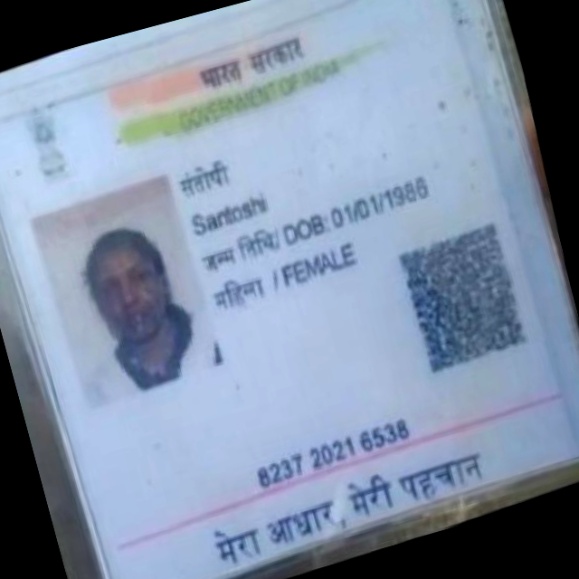 भारत सरकार
GOVERNMENT OF INDIA
संतोषी
Santoshi
जन्म तिथि/ DOB: 01/01/1986
महिला / FEMALE
8237 2021 6538
मेरा आधार, मेरी पहचान